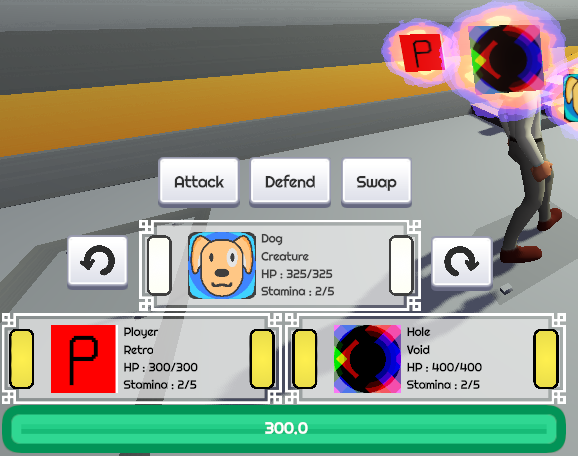 P
Attack
Defend
Swap
Dog
Creature
HP : 325/325
Stamina : 2/5
P
Player
Retro
HP : 300/300
Stamina : 2/5
Hole
Void
HP : 400/400
Stamina : 2/5
300.0